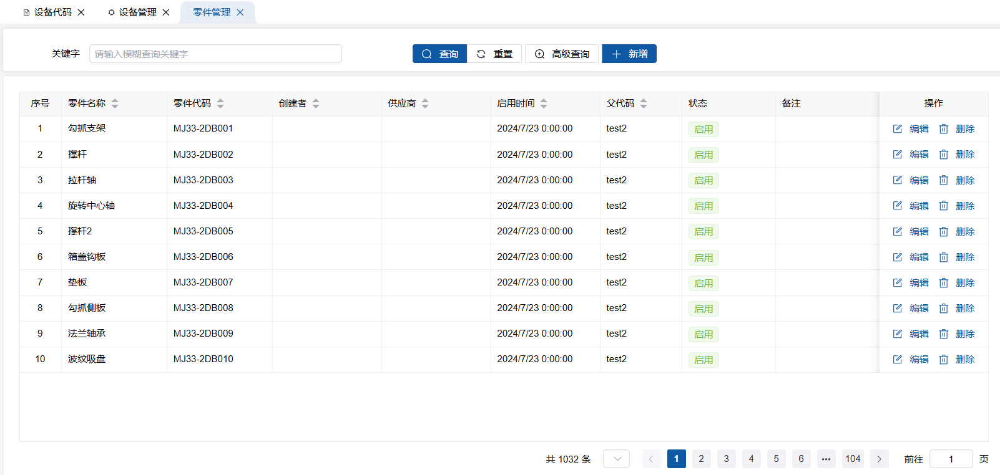 设备代码 设备管理 零件管理
关键字 请输入模糊查询关键字 查询 重置 高级查询 新增
序号 零件名称 零件代码 创建者 供应商 启用时间 父代码 状态 备注 操作
1 勾抓支架 MJ33-2DB001 2024/7/23 0:00:00 test2 启用 编辑 删除
2 撑杆 MJ33-2DB002 2024/7/23 0:00:00 test2 启用 编辑 删除
3 拉杆轴 MJ33-2DB003 2024/7/23 0:00:00 test2 启用 编辑 删除
4 旋转中心轴 MJ33-2DB004 2024/7/23 0:00:00 test2 启用 编辑 删除
5 撑杆2 MJ33-2DB005 2024/7/23 0:00:00 test2 启用 编辑 删除
6 箱盖钩板 MJ33-2DB006 2024/7/23 0:00:00 test2 启用 编辑 删除
7 垫板 MJ33-2DB007 2024/7/23 0:00:00 test2 启用 编辑 删除
8 勾抓侧板 MJ33-2DB008 2024/7/23 0:00:00 test2 启用 编辑 删除
9 法兰轴承 MJ33-2DB009 2024/7/23 0:00:00 test2 启用 编辑 删除
10 波纹吸盘 MJ33-2DB010 2024/7/23 0:00:00 test2 启用 编辑 删除
共 1032 条 1 2 3 4 5 6 ••• 104 前往 1 页